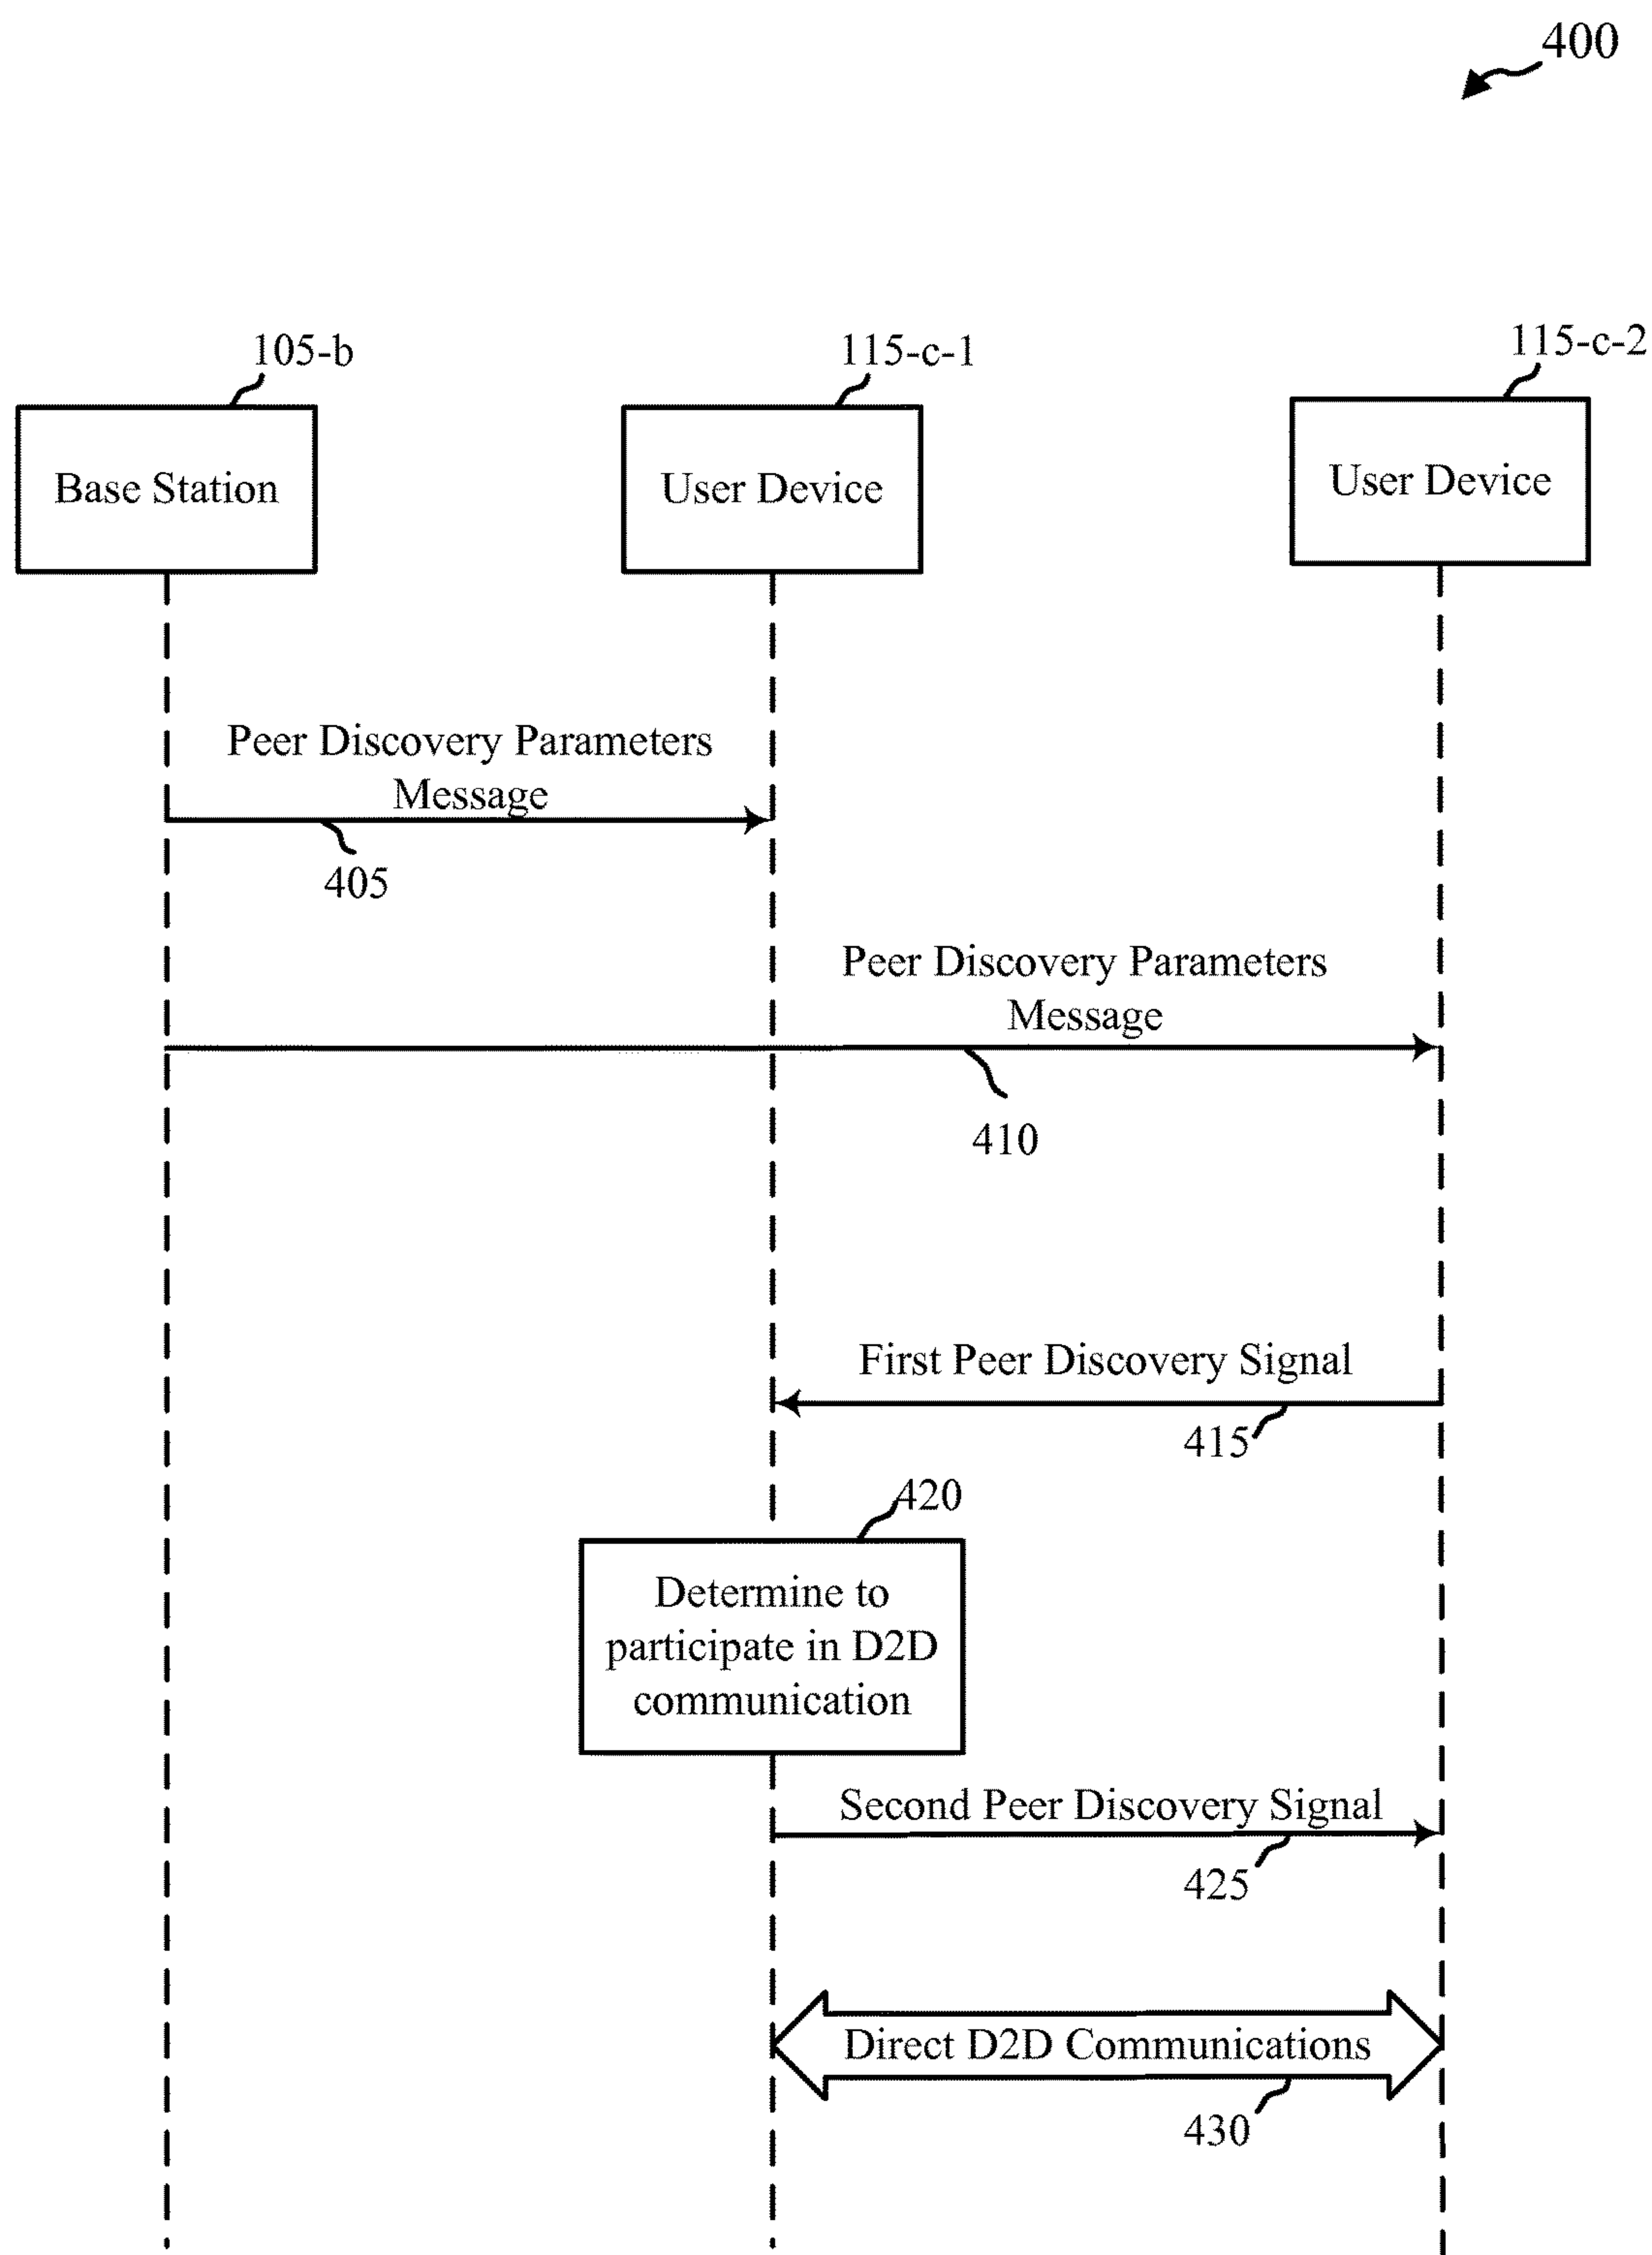 400
105-b
115-c-1
115-c-2
Base Station
User Device
User Device
Peer Discovery Parameters
Message
405
Peer Discovery Parameters
Message
410
First Peer Discovery Signal
415
420
Determine to
participate in D2D
communication
Second Peer Discovery Signal
425
Direct D2D Communications
430